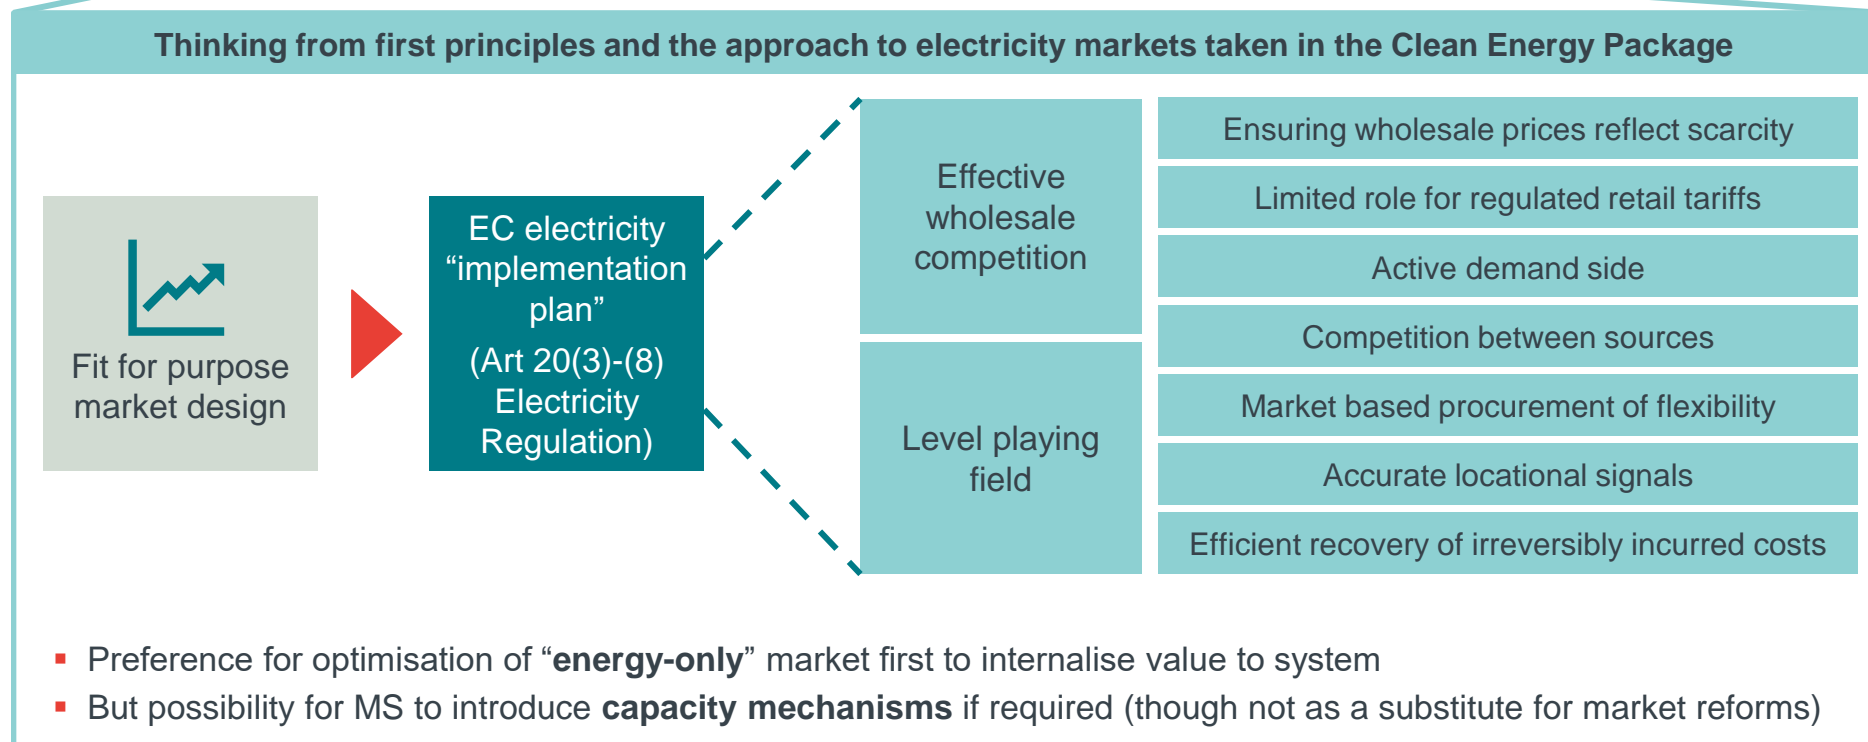 Thinking from first principles and the approach to electricity markets taken in the Clean Energy Package
Fit for purpose
market design
EC electricity
“implementation
plan”
(Art 20(3)-(8)
Electricity
Regulation)
Effective
wholesale
competition
Level playing
field
Ensuring wholesale prices reflect scarcity
Limited role for regulated retail tariffs
Active demand side
Competition between sources
Market based procurement of flexibility
Accurate locational signals
Efficient recovery of irreversibly incurred costs
▪ Preference for optimisation of “energy-only” market first to internalise value to system
▪ But possibility for MS to introduce capacity mechanisms if required (though not as a substitute for market reforms)